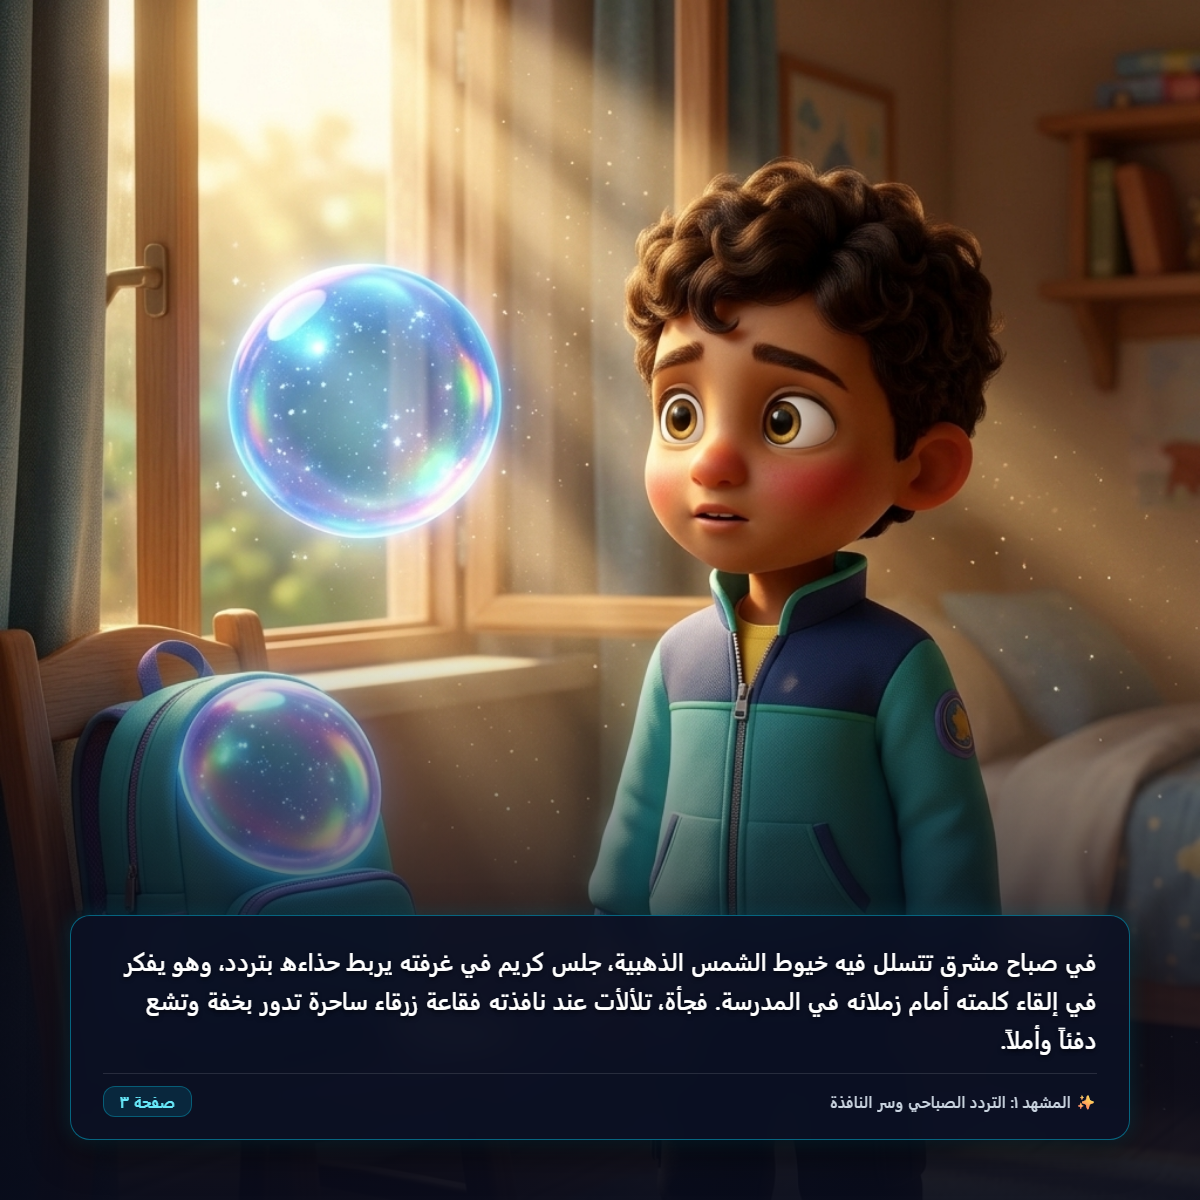 في صباح مشرق تتسلل فيه خيوط الشمس الذهبية، جلس كريم في غرفته يربط حذاءه بتردد، وهو يفكر
في إلقاء كلمته أمام زملائه في المدرسة. فجأة، تلألأت عند نافذته فقاعة زرقاء ساحرة تدور بخفة وتشع
دفئاً وأملاً.
✨ المشهد ١: التردد الصباحي وسر النافذة
صفحة ٣